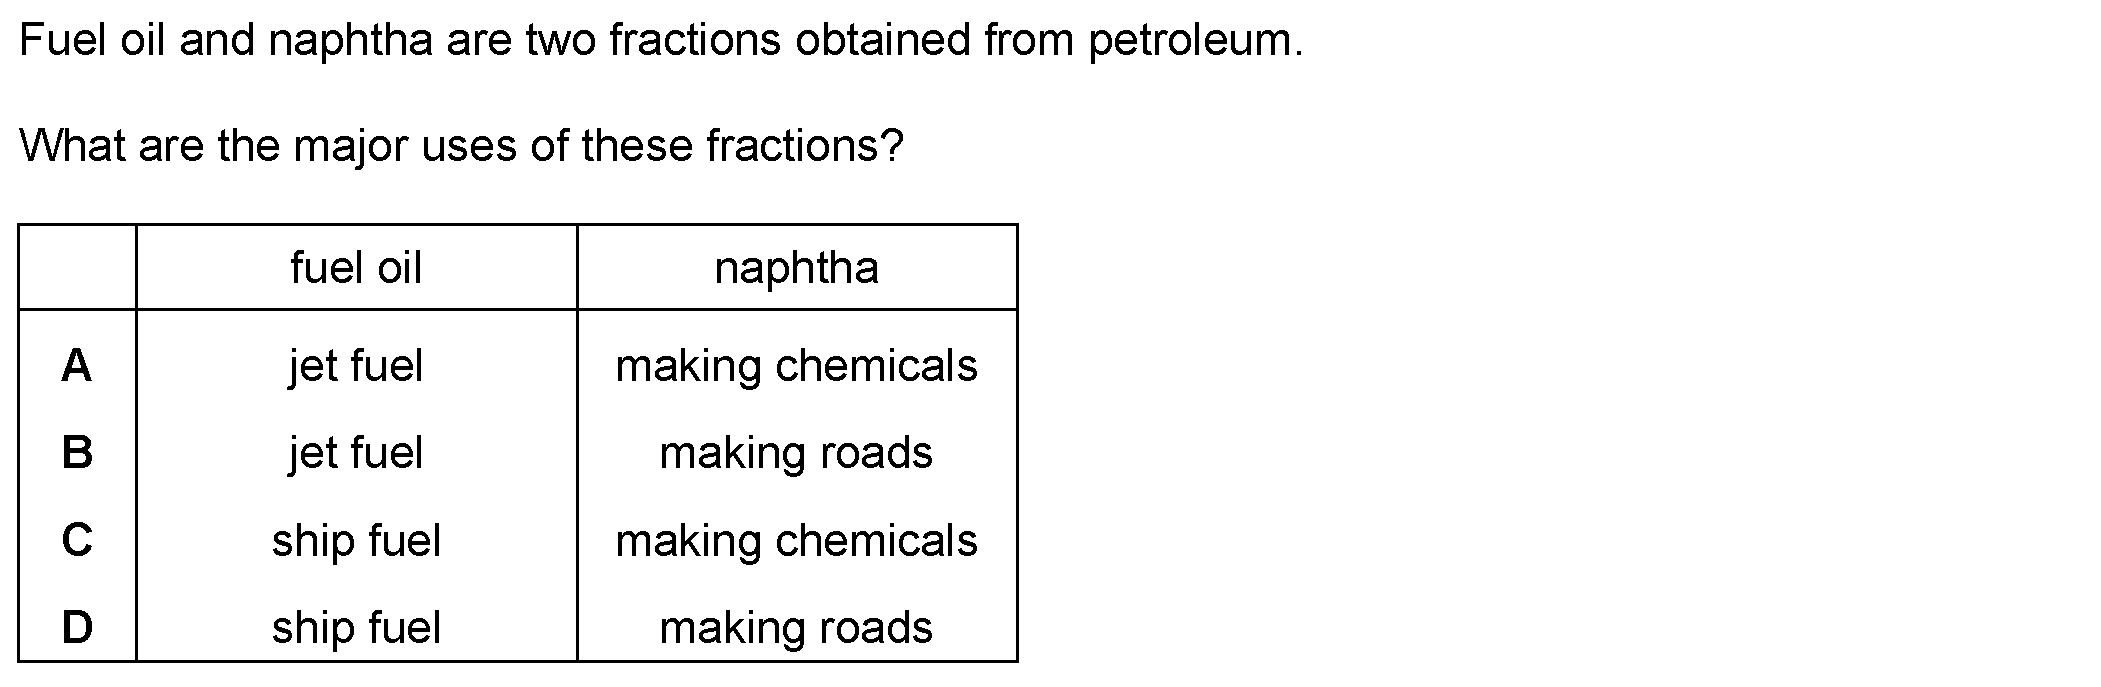 Fuel oil and naphtha are two fractions obtained from petroleum.
What are the major uses of these fractions?
fuel oil naphtha
A jet fuel making chemicals
B jet fuel making roads
C ship fuel making chemicals
D ship fuel making roads